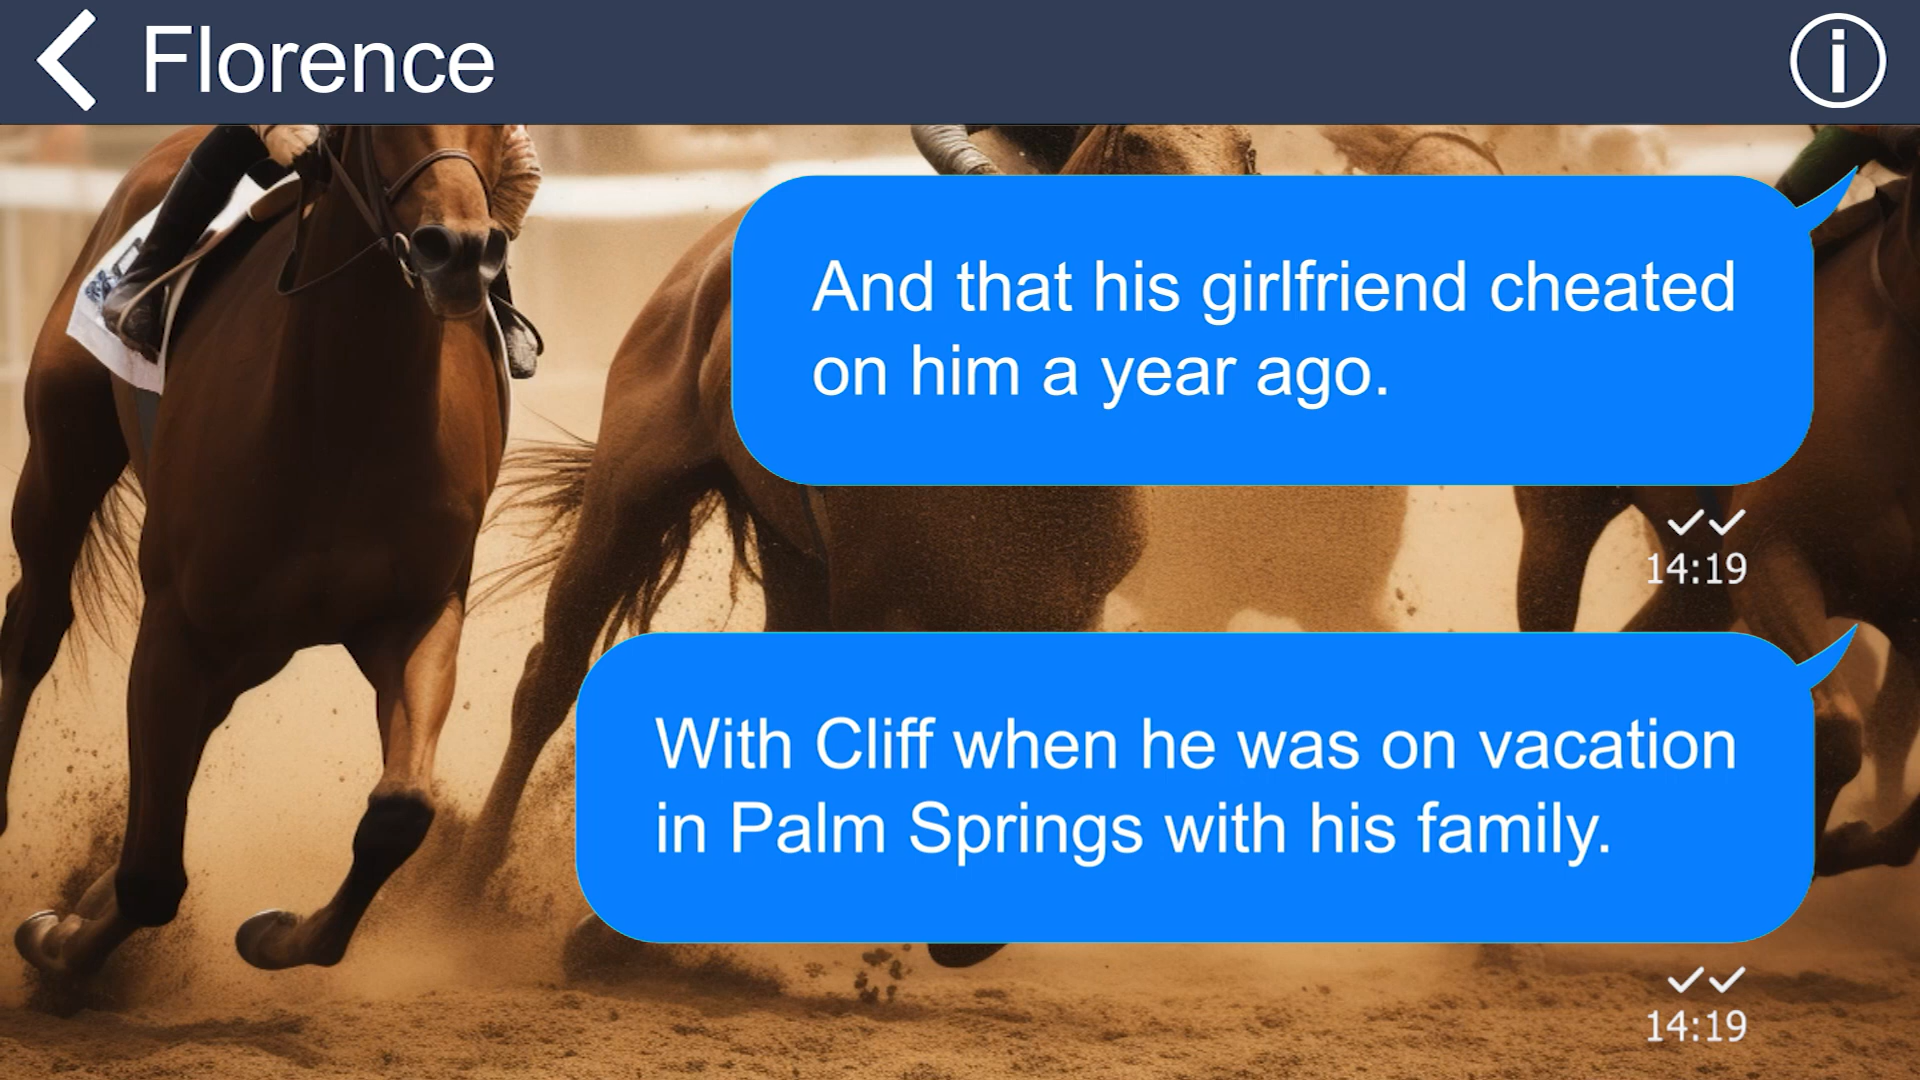 Florence
And that his girlfriend cheated
on him a year ago.
14:19
With Cliff when he was on vacation
in Palm Springs with his family.
14:19